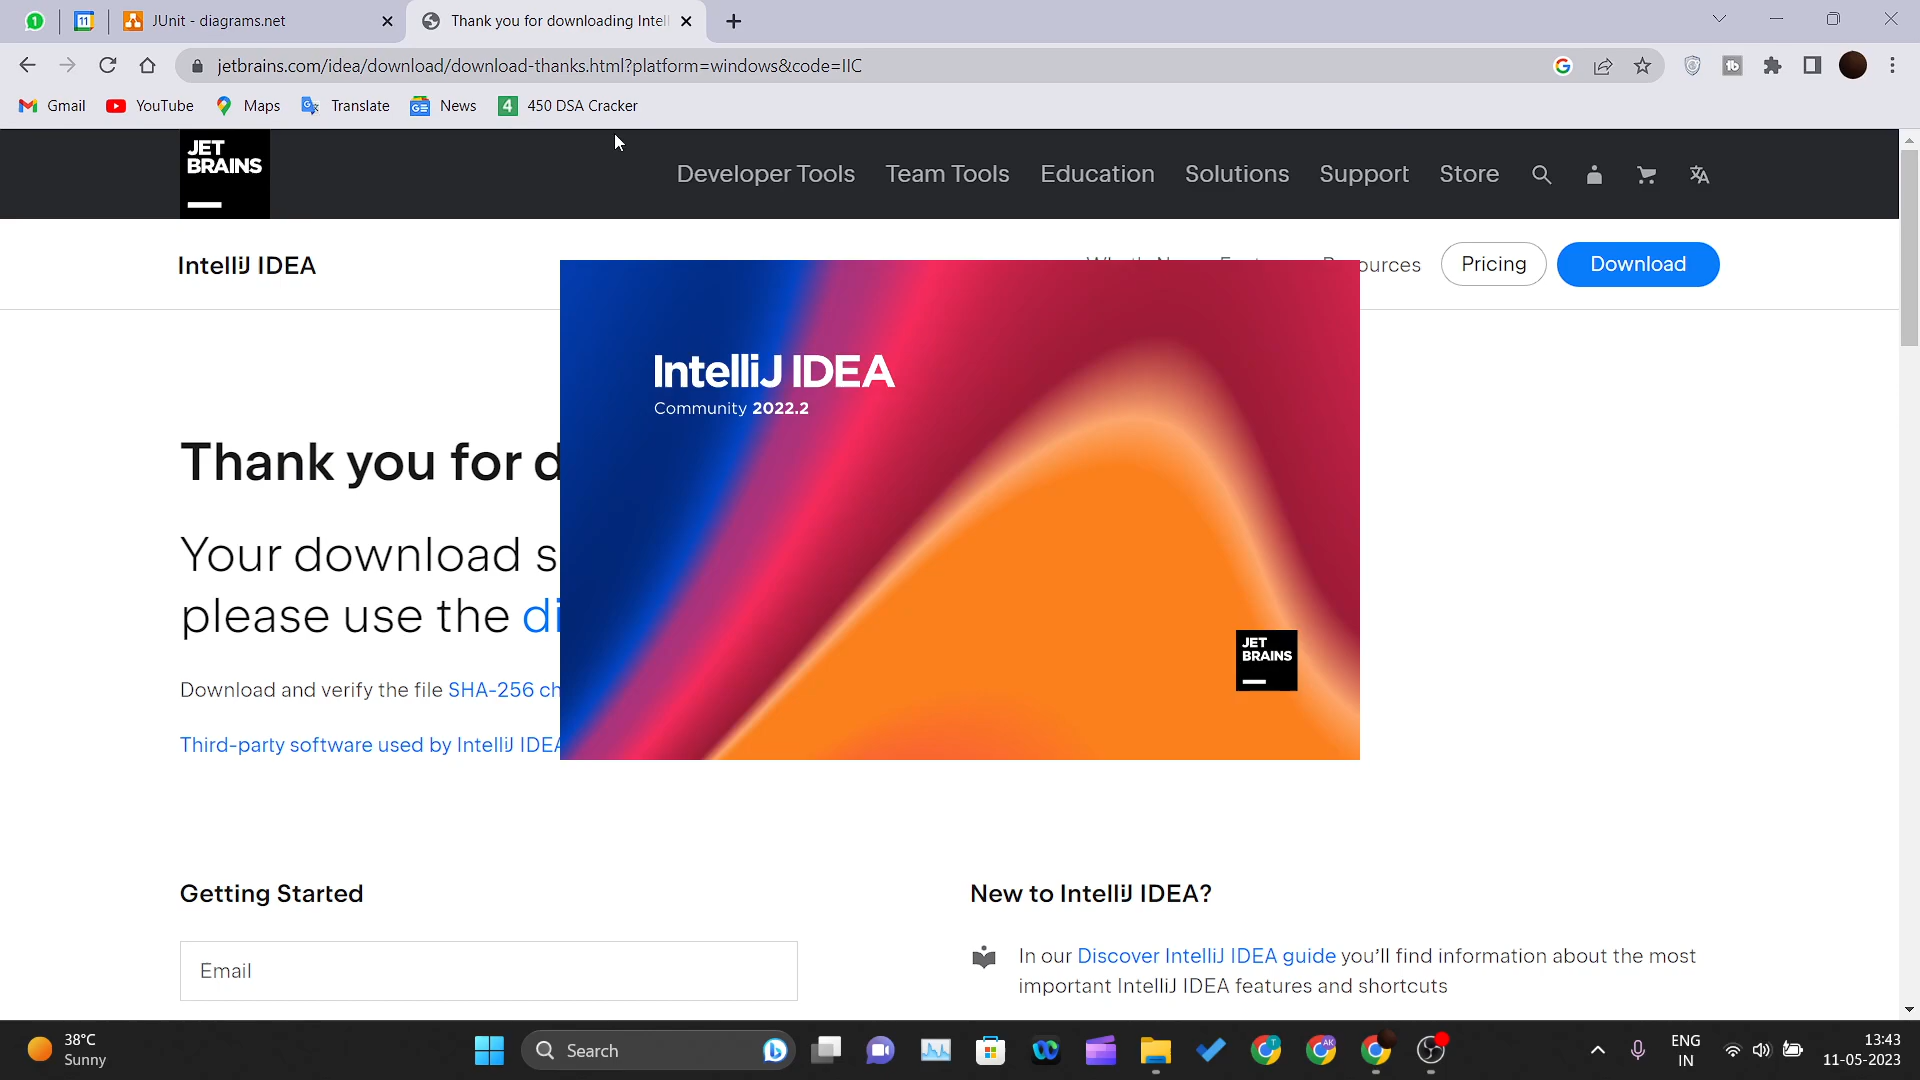 JUnit - diagrams.net
Thank you for downloading Intel
jetbrains.com/idea/download/download-thanks.html?platform=windows&code=IIC
Gmail
YouTube
Maps
Translate
News
4
450 DSA Cracker
JET
BRAINS
Developer Tools
Team Tools
Education
Solutions
Support
Store
IntelliJ IDEA
Pricing
Download
IntelliJ IDEA
Community 2022.2
JET
BRAINS
Thank you for d
Your download s
please use the di
Download and verify the file SHA-256 ch
Third-party software used by IntelliJ IDEA
Getting Started
Email
New to IntelliJ IDEA?
In our Discover IntelliJ IDEA guide you'll find information about the most
important IntelliJ IDEA features and shortcuts
38°C
Sunny
Search
ENG
IN
13:43
11-05-2023